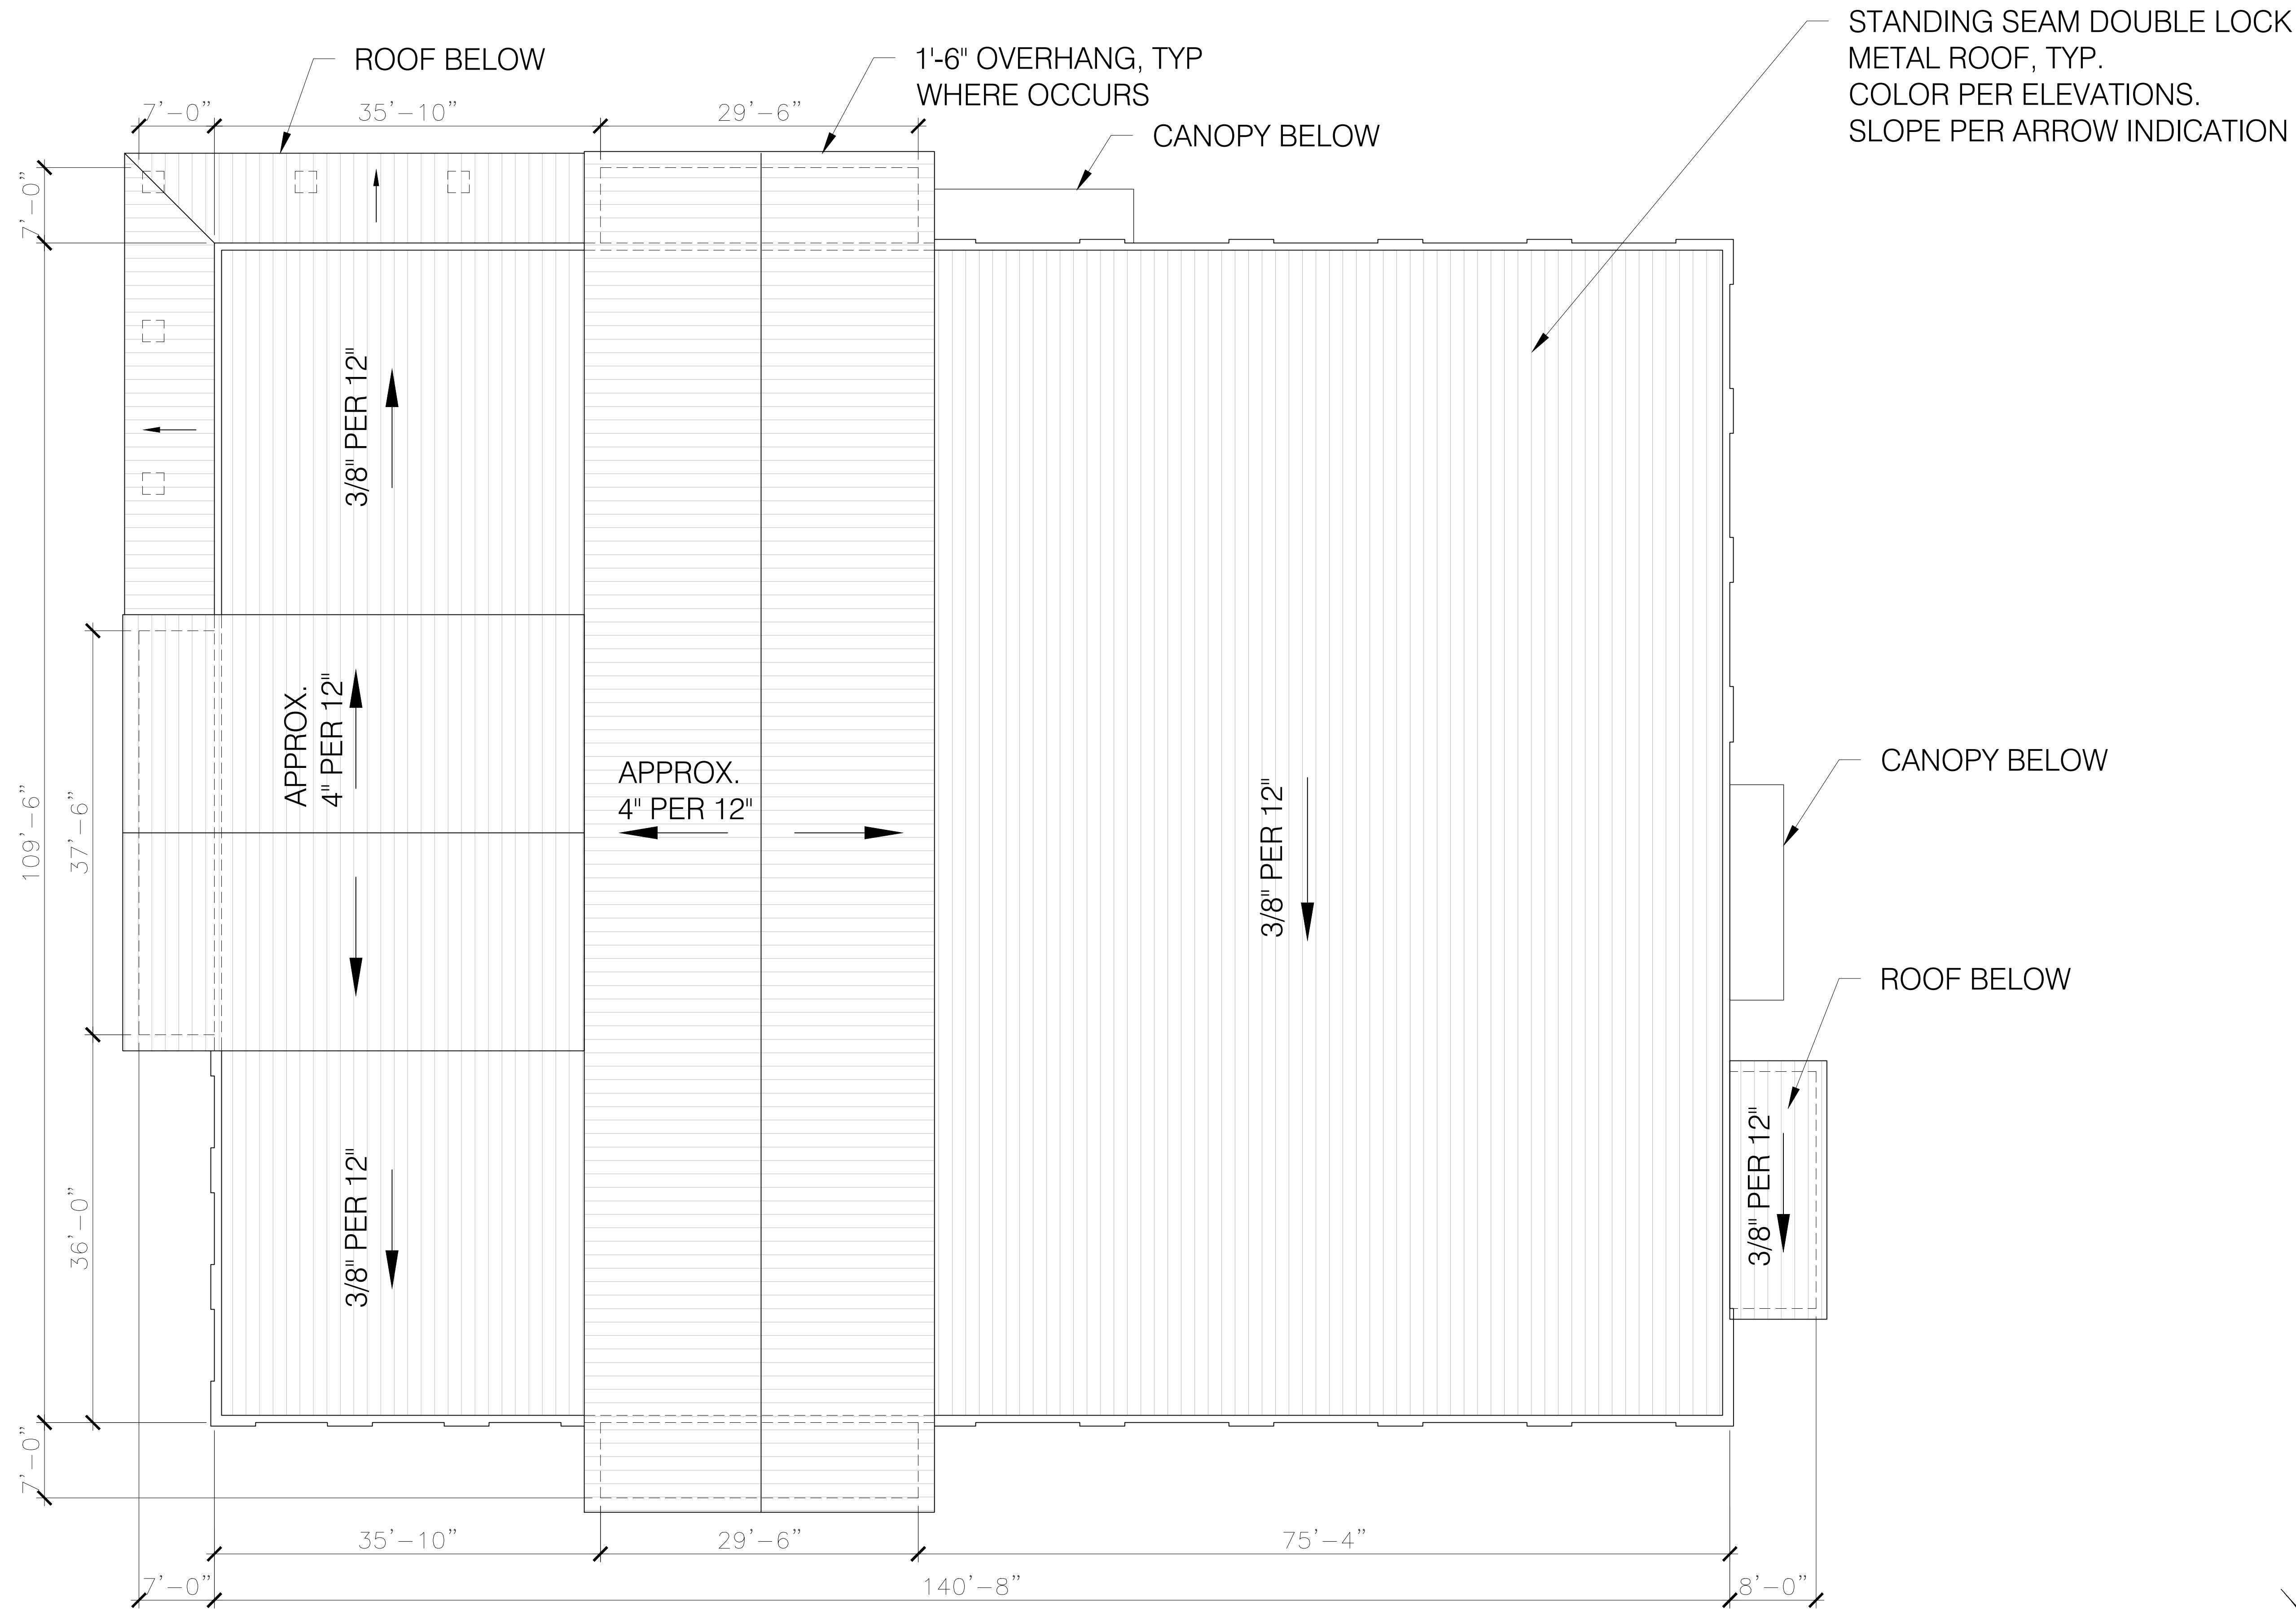 STANDING SEAM DOUBLE LOCK
METAL ROOF, TYP.
COLOR PER ELEVATIONS.
SLOPE PER ARROW INDICATION
ROOF BELOW
1'-6" OVERHANG, TYP
WHERE OCCURS
CANOPY BELOW
7'-0"
35'-10"
29'-6"
7'-0"
3/8" PER 12"
APPROX.
4" PER 12"
APPROX.
4" PER 12"
3/8" PER 12"
CANOPY BELOW
109'-6"
37'-6"
ROOF BELOW
3/8" PER 12"
36'-0"
3/8" PER 12"
7'-0"
35'-10"
29'-6"
75'-4"
7'-0"
140'-8"
8'-0"